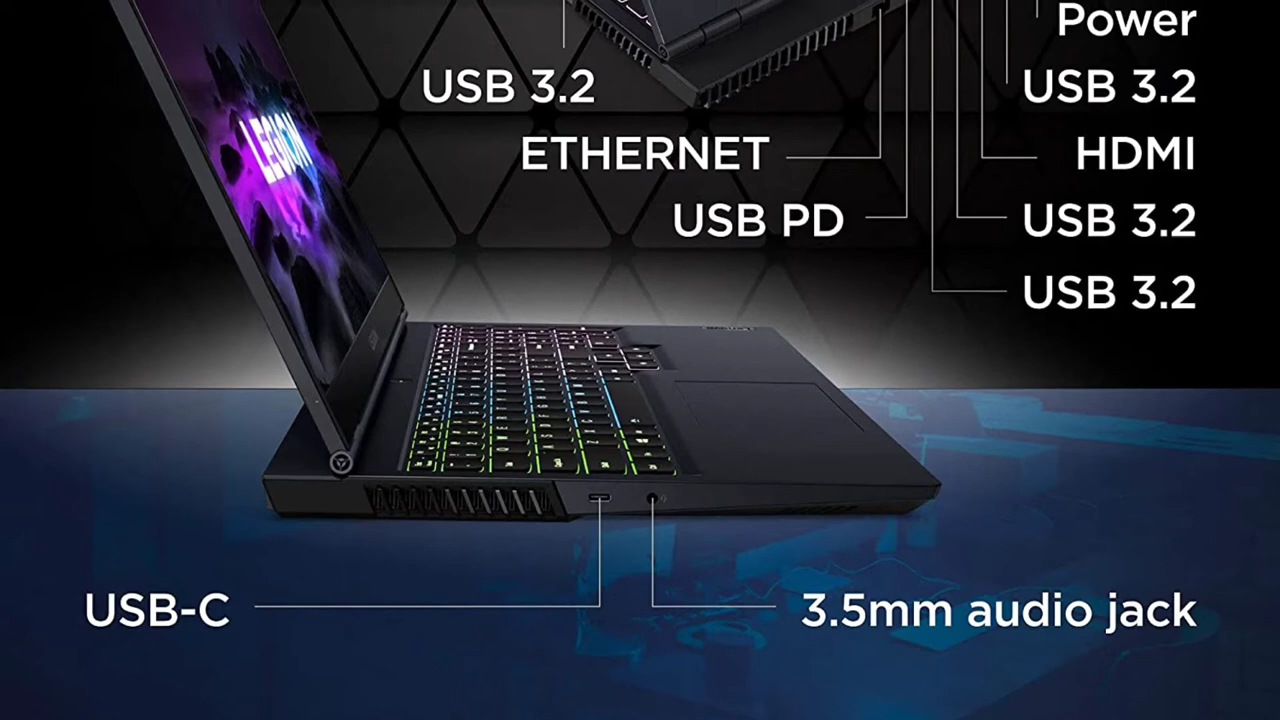 Power
USB 3.2
USB 3.2
ETHERNET
HDMI
USB PD
USB 3.2
USB 3.2
LEGION
USB-C
3.5mm audio jack